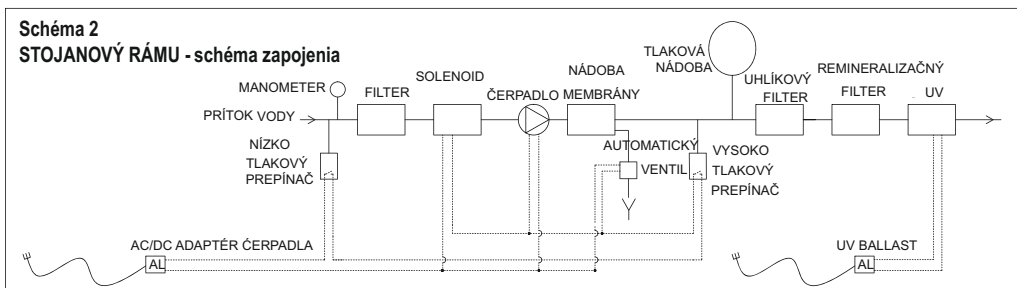 Schéma 2
STOJANOVÝ RÁMU - schéma zapojenia
MANOMETER
FILTER
SOLENOID
ČERPADLO
NÁDOBA
MEMBRÁNY
TLAKOVÁ
NÁDOBA
UHLÍKOVÝ
FILTER
REMINERALIZAČNÝ
FILTER
UV
PRÍTOK VODY
NÍZKO
TLAKOVÝ
PREPÍNAČ
AUTOMATICKÝ
VENTIL
VYSOKO
TLAKOVÝ
PREPÍNAČ
AC/DC ADAPTÉR ĆERPADLA
AL
UV BALLAST
AL